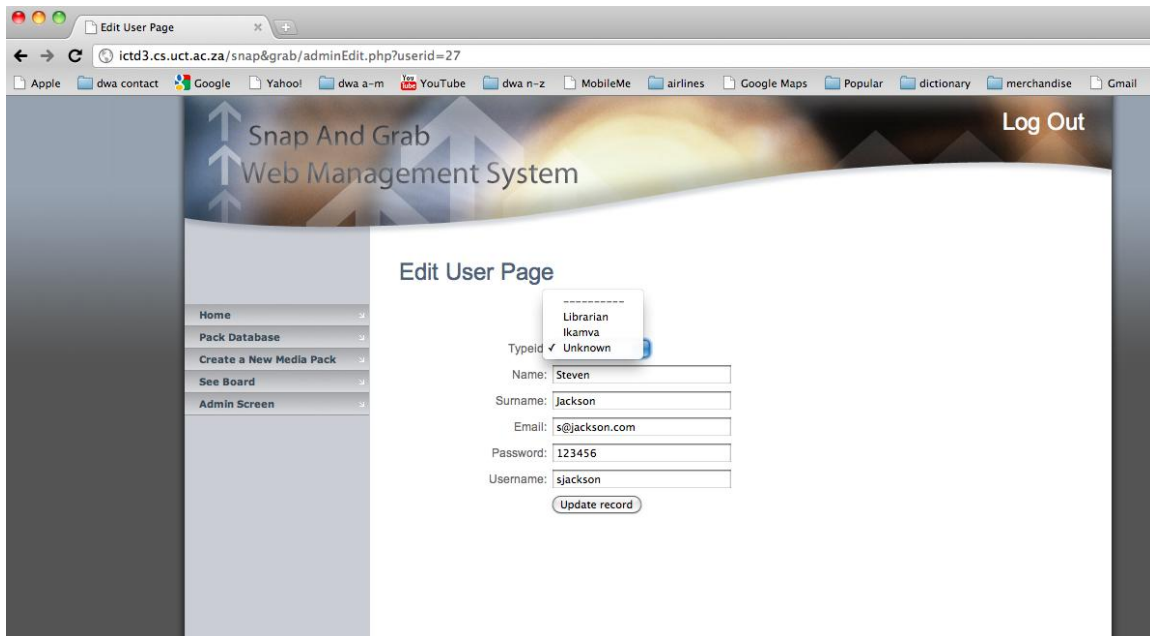 Edit User Page
ictd3.cs.uct.ac.za/snap&grab/adminEdit.php?userid=27
Apple dwa contact Google Yahoo! dwa a-m YouTube dwa n-z MobileMe airlines Google Maps Popular dictionary merchandise Gmail
Snap And Grab
Web Management System
Log Out
Home
Pack Database
Create a New Media Pack
See Board
Admin Screen
Edit User Page
----------
Librarian
Ikamva
Typeid ✓ Unknown
Name: Steven
Surname: Jackson
Email: s@jackson.com
Password: 123456
Username: sjackson
Update record